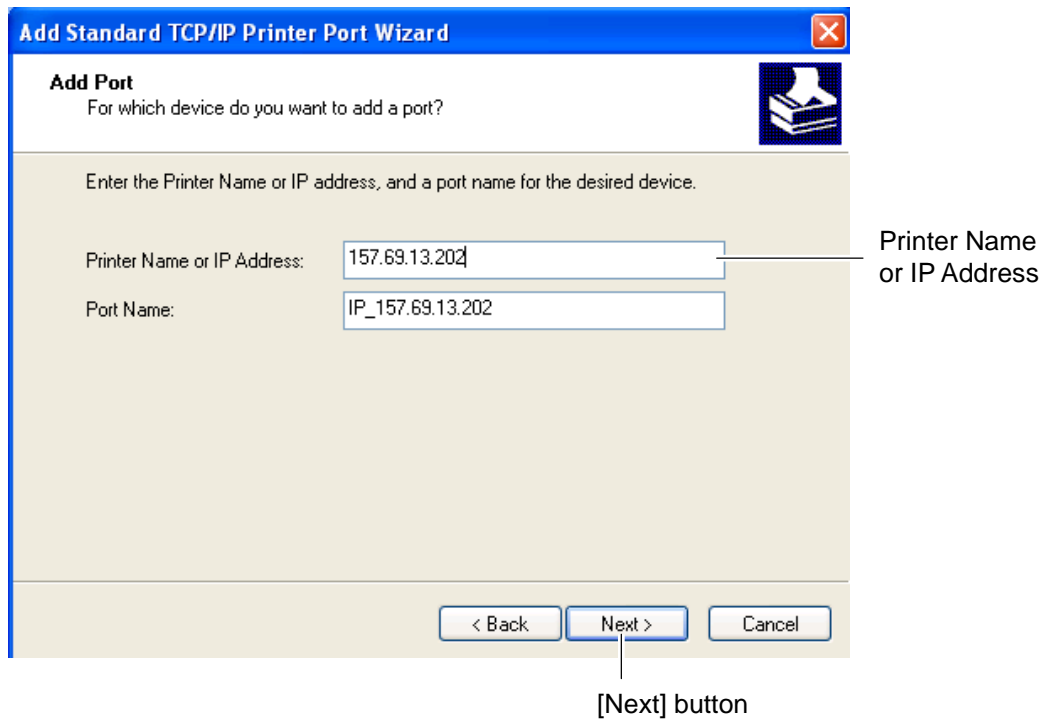 Add Standard TCP/IP Printer Port Wizard
Add Port
For which device do you want to add a port?
Enter the Printer Name or IP address, and a port name for the desired device.
Printer Name or IP Address:
157.69.13.202
Printer Name
or IP Address
Port Name:
IP_157.69.13.202
< Back
Next >
Cancel
[Next] button